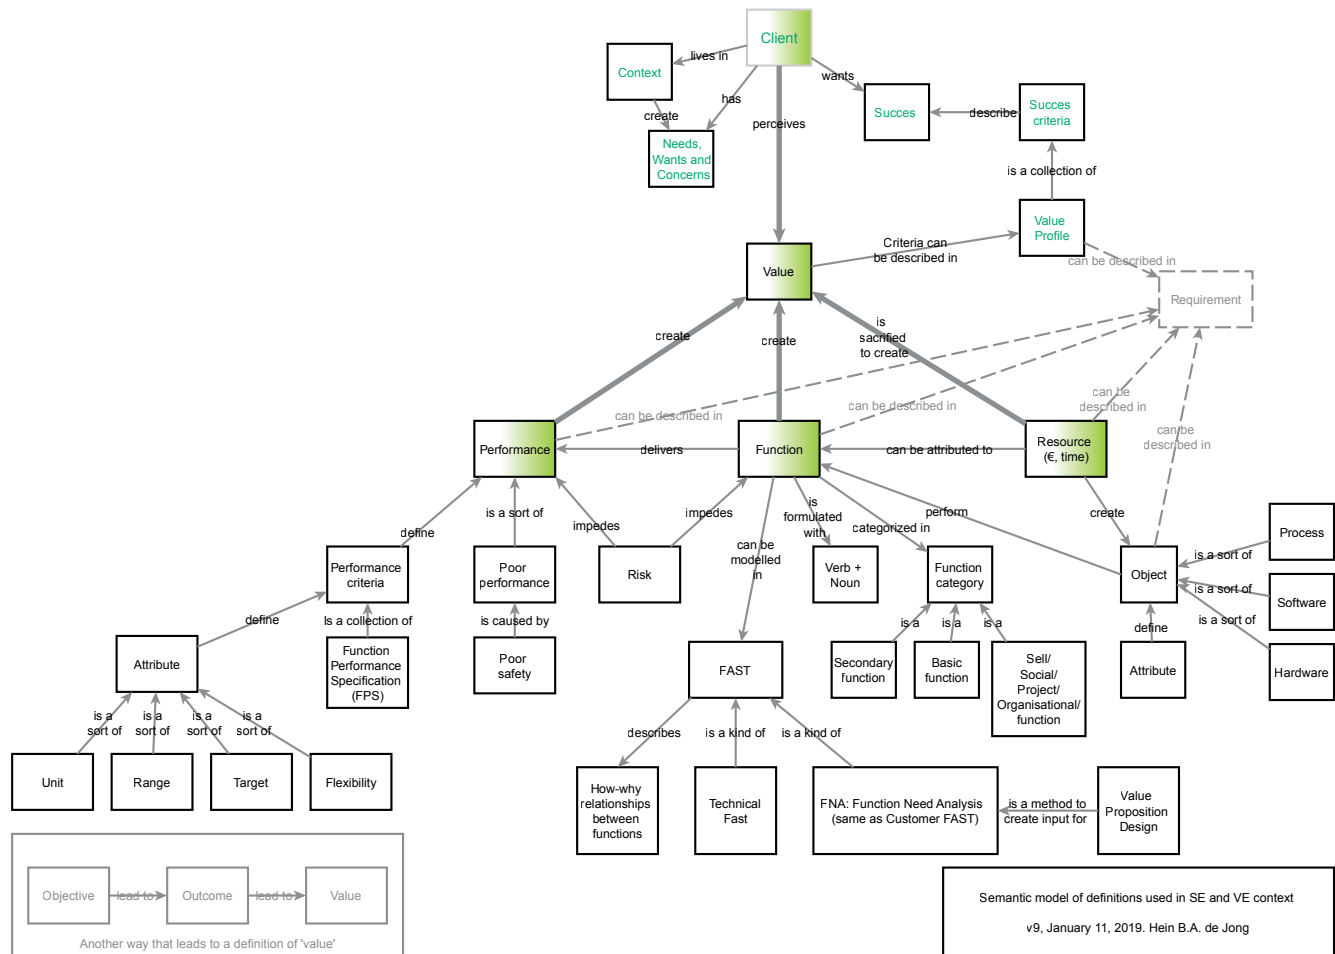 Client
lives in
Context
wants
has
create
perceives
Succes
describe
Succes
criteria
Needs,
Wants and
Concerns
is a collection of
Value
Profile
Criteria can
be described in
can be described in
Value
Requirement
create
create
is
sacrified
to create
can be described in
can be described in
can be
described in
can be
described in
Performance
delivers
Function
can be attributed to
Resource
(€, time)
define
is a sort of
impedes
impedes
can be
modelled
in
is
formulated
with
categorized in
perform
create
Performance
criteria
Poor
performance
Risk
Verb +
Noun
Function
category
Object
is a sort of
Process
is a sort of
Software
is a sort of
Hardware
define
Is a collection of
is caused by
is a
is a
is a
define
Attribute
Function
Performance
Specification
(FPS)
Poor
safety
FAST
Secondary
function
Basic
function
Sell/
Social/
Project/
Organisational/
function
Attribute
is a
sort of
is a
sort of
is a
sort of
is a
sort of
describes
is a kind of
is a kind of
Unit
Range
Target
Flexibility
How-why
relationships
between
functions
Technical
Fast
FNA: Function Need Analysis
(same as Customer FAST)
is a method to
create input for
Value
Proposition
Design
Objective
lead to
Outcome
lead to
Value
Another way that leads to a definition of 'value'
Semantic model of definitions used in SE and VE context
v9, January 11, 2019. Hein B.A. de Jong